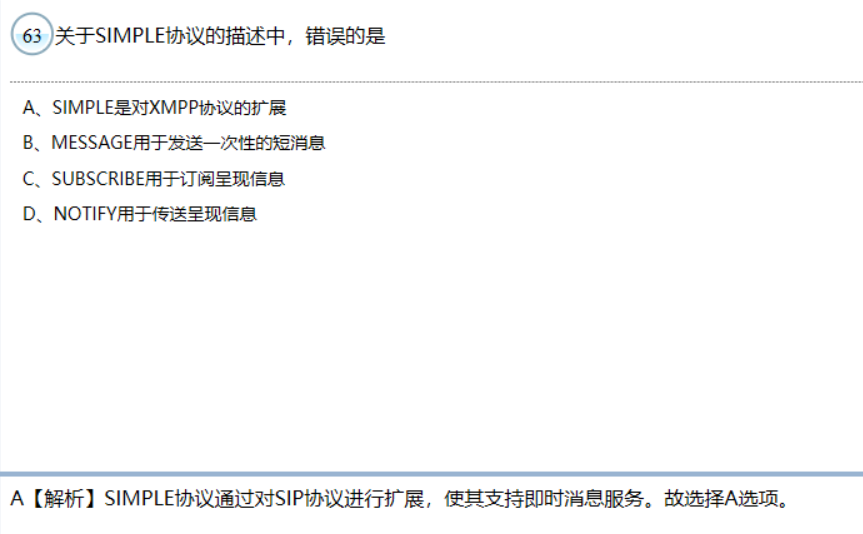 63 关于SIMPLE协议的描述中，错误的是
A、SIMPLE是对XMPP协议的扩展
B、MESSAGE用于发送一次性的短消息
C、SUBSCRIBE用于订阅呈现信息
D、NOTIFY用于传送呈现信息
A【解析】SIMPLE协议通过对SIP协议进行扩展，使其支持即时消息服务。故选择A选项。